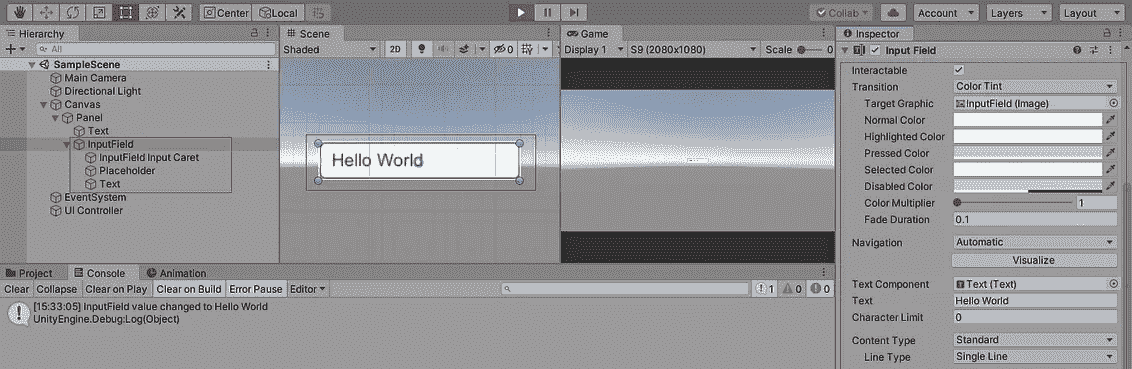 Center Local Collab Account Layers Layout
Hierarchy
All
SampleScene
Main Camera
Directional Light
Canvas
Panel
Text
InputField
InputField Input Caret
Placeholder
Text
EventSystem
UI Controller
Scene
Shaded 2D 0
Hello World
Game
Display 1 S9 (2080x1080) Scale
Inspector
Input Field
Interactable
Transition Color Tint
Target Graphic InputField (Image)
Normal Color
Highlighted Color
Pressed Color
Selected Color
Disabled Color
Color Multiplier 1
Fade Duration 0.1
Navigation Automatic
Visualize
Text Component Text (Text)
Text Hello World
Character Limit 0
Content Type Standard
Line Type Single Line
Project Console Animation
Clear Collapse Clear on Play Clear on Build Error Pause Editor 1 0 0
[15:33:05] InputField value changed to Hello World
UnityEngine.Debug:Log(Object)